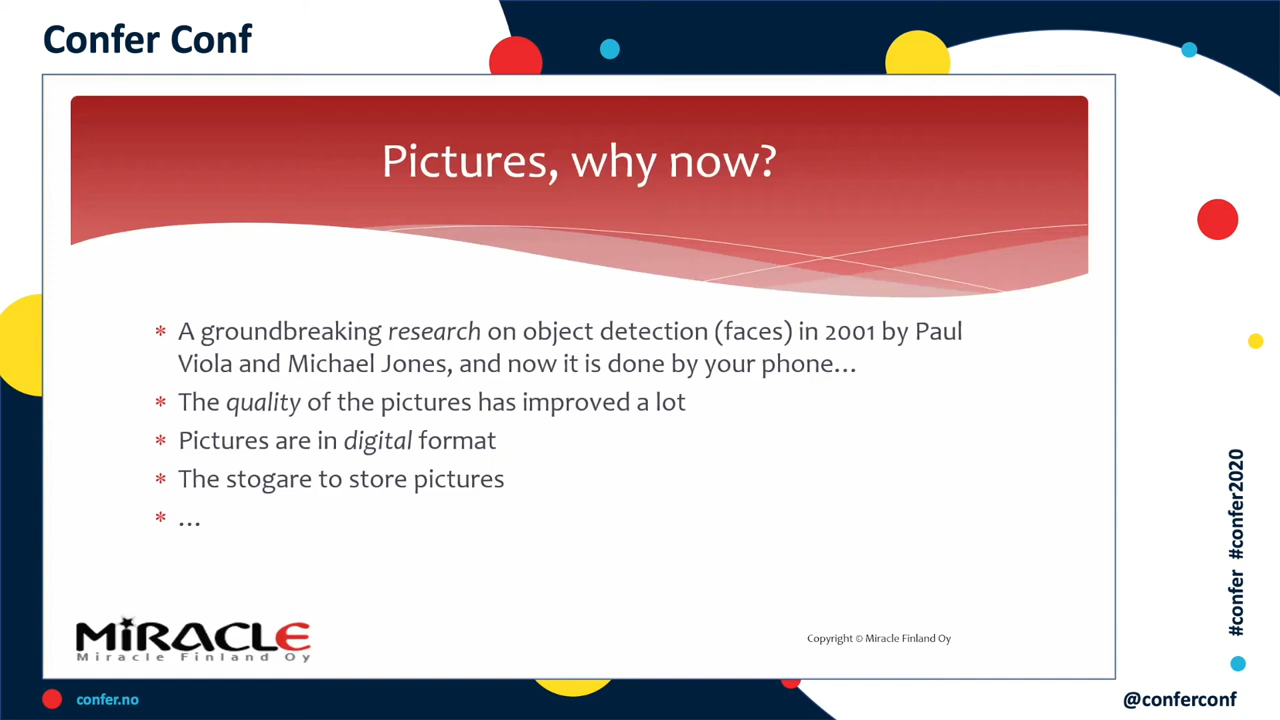 Confer Conf
Pictures, why now?
* A groundbreaking research on object detection (faces) in 2001 by Paul
Viola and Michael Jones, and now it is done by your phone…
* The quality of the pictures has improved a lot
* Pictures are in digital format
* The stogare to store pictures
* …
MiRACLE
Miracle Finland Oy
Copyright © Miracle Finland Oy
#confer #confer2020
confer.no
@conferconf